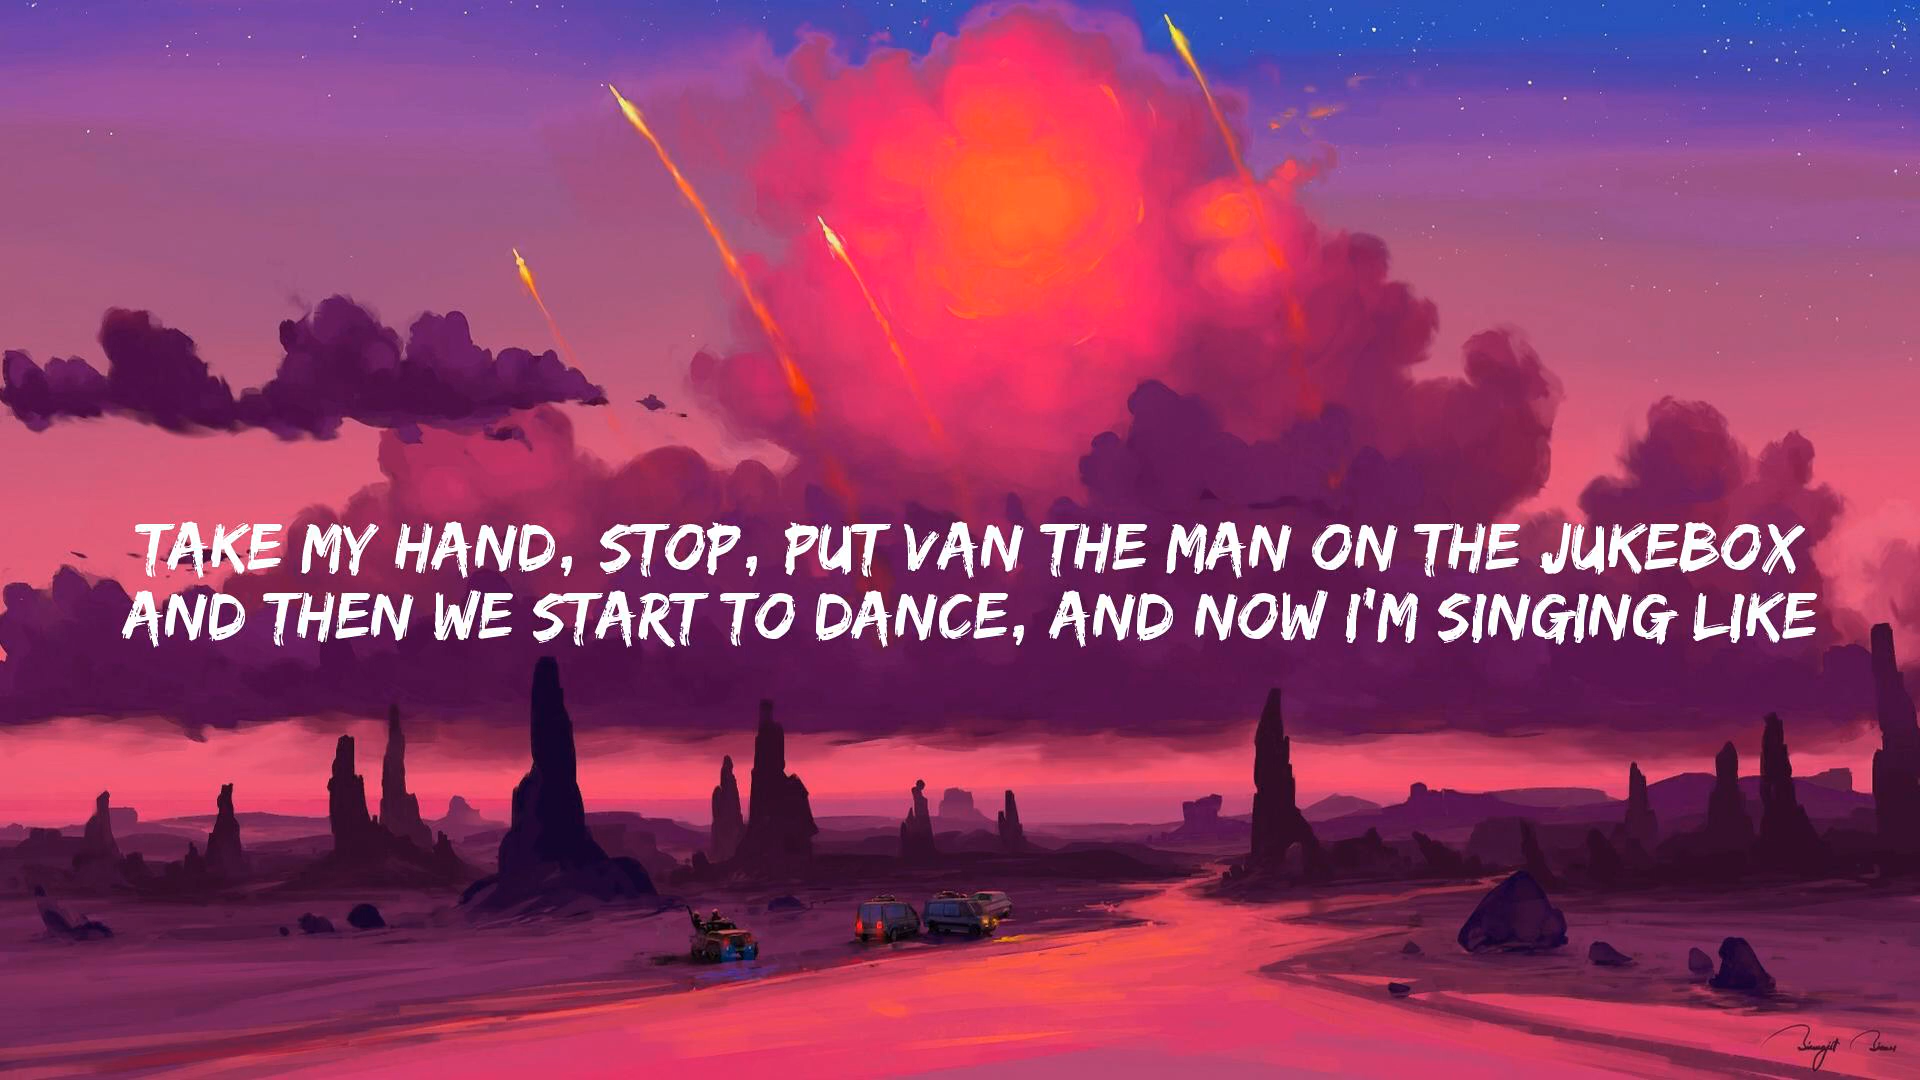 TAKE MY HAND, STOP, PUT VAN THE MAN ON THE JUKEBOX
AND THEN WE START TO DANCE, AND NOW I'M SINGING LIKE